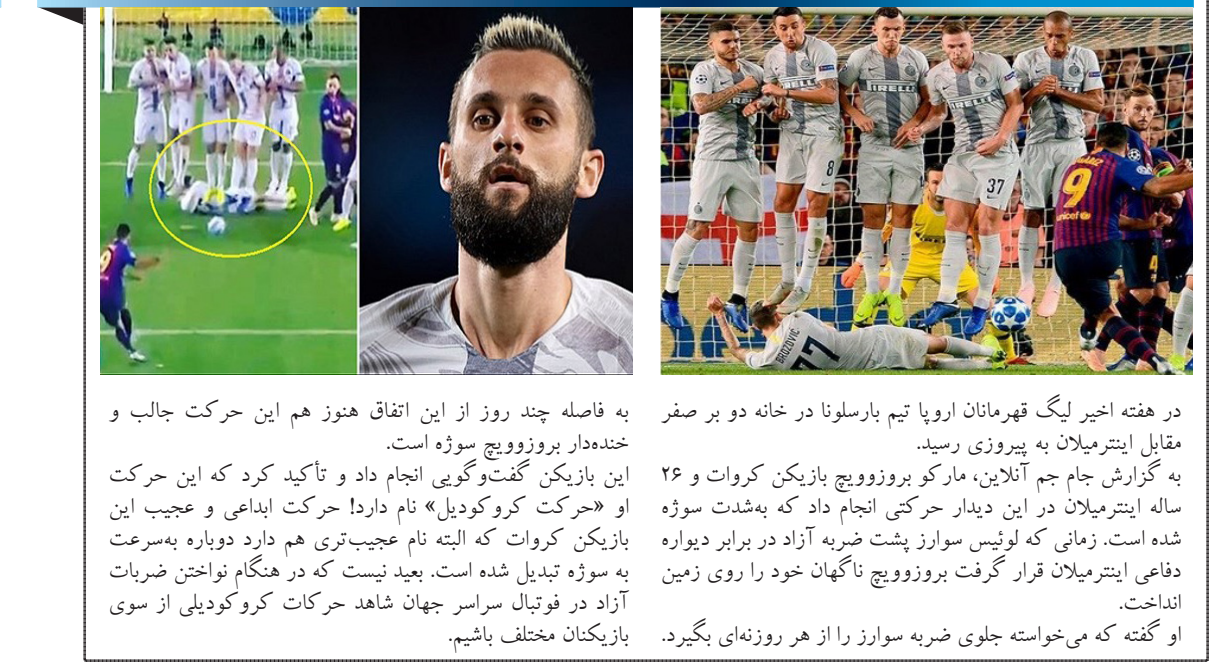 PIRELLI
8
37
9
unicef
BROZOVIC
77
در هفته اخیر لیگ قهرمانان اروپا تیم بارسلونا در خانه دو بر صفر
مقابل اینترمیلان به پیروزی رسید.
به گزارش جام جم آنلاین، مارکو بروزوویچ بازیکن کروات و ۲۶
ساله اینترمیلان در این دیدار حرکتی انجام داد که به‌شدت سوژه
شده است. زمانی که لوئیس سوارز پشت ضربه آزاد در برابر دیواره
دفاعی اینترمیلان قرار گرفت بروزوویچ ناگهان خود را روی زمین
انداخت.
او گفته که می‌خواسته جلوی ضربه سوارز را از هر روزنه‌ای بگیرد.
به فاصله چند روز از این اتفاق هنوز هم این حرکت جالب و
خنده‌دار بروزوویچ سوژه است.
این بازیکن گفت‌وگویی انجام داد و تأکید کرد که این حرکت
او «حرکت کروکودیل» نام دارد! حرکت ابداعی و عجیب این
بازیکن کروات که البته نام عجیب‌تری هم دارد دوباره به‌سرعت
به سوژه تبدیل شده است. بعید نیست که در هنگام نواختن ضربات
آزاد در فوتبال سراسر جهان شاهد حرکات کروکودیلی از سوی
بازیکنان مختلف باشیم.